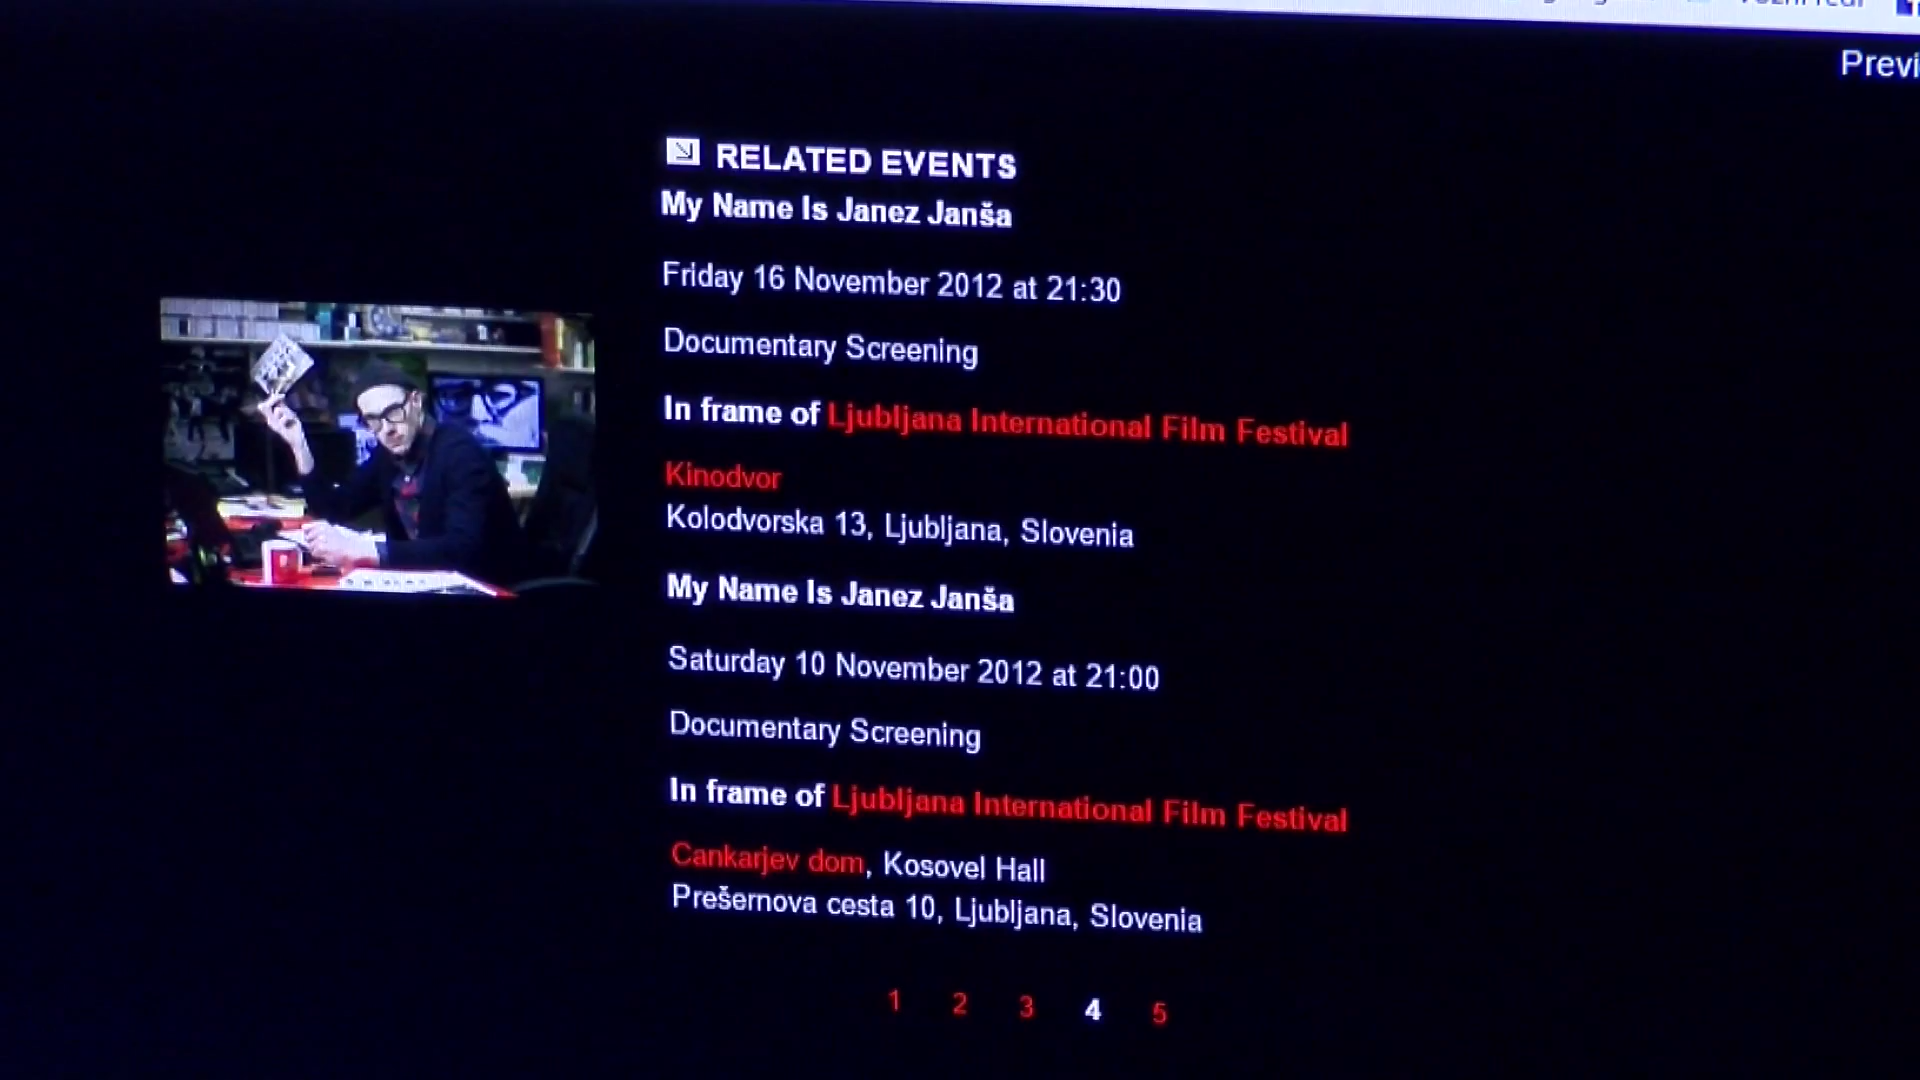 Previ
RELATED EVENTS
My Name Is Janez Janša
Friday 16 November 2012 at 21:30
Documentary Screening
In frame of Ljubljana International Film Festival
Kinodvor
Kolodvorska 13, Ljubljana, Slovenia
My Name Is Janez Janša
Saturday 10 November 2012 at 21:00
Documentary Screening
In frame of Ljubljana International Film Festival
Cankarjev dom, Kosovel Hall
Prešernova cesta 10, Ljubljana, Slovenia
1 2 3 4 5